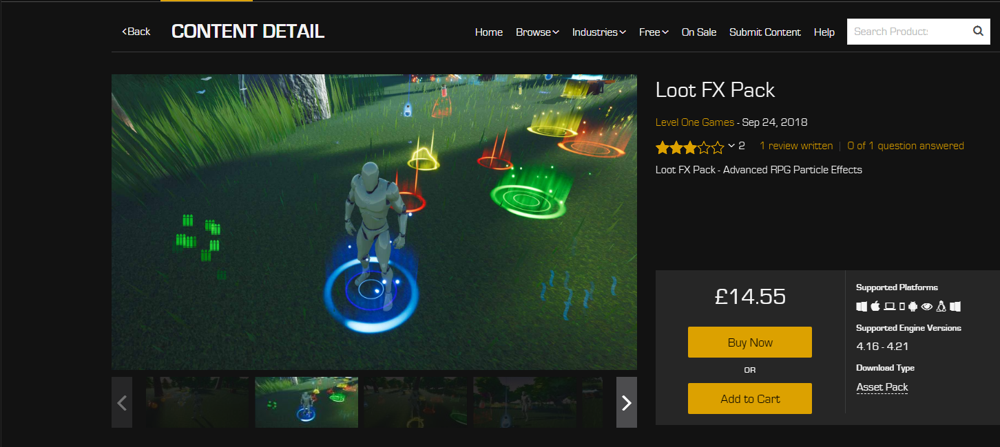 Back
CONTENT DETAIL
Home Browse Industries Free On Sale Submit Content Help
Search Product
Loot FX Pack
Level One Games - Sep 24, 2018
2 1 review written | 0 of 1 question answered
Loot FX Pack - Advanced RPG Particle Effects
£14.55
Buy Now
OR
Add to Cart
Supported Platforms
Supported Engine Versions
4.16 - 4.21
Download Type
Asset Pack